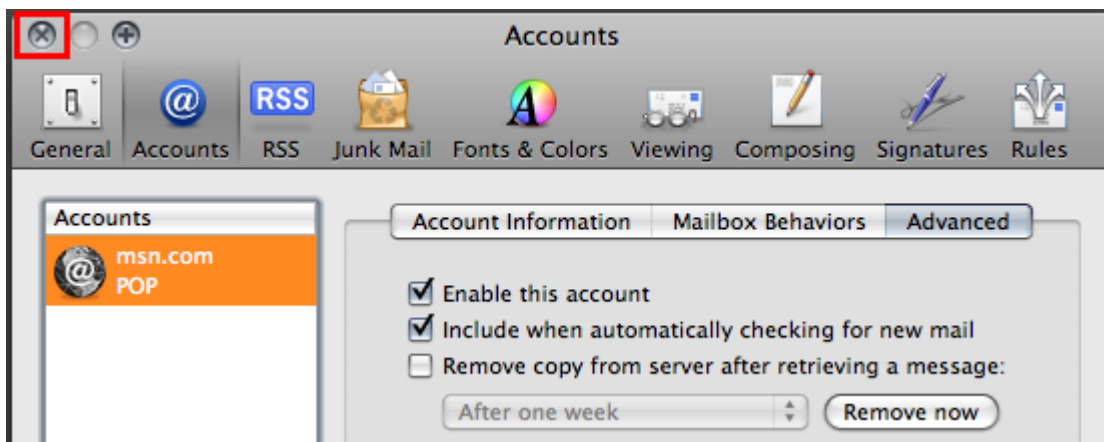 Accounts
RSS
General Accounts RSS Junk Mail Fonts & Colors Viewing Composing Signatures Rules
Accounts
msn.com
POP
Account Information Mailbox Behaviors Advanced
Enable this account
Include when automatically checking for new mail
Remove copy from server after retrieving a message:
After one week Remove now